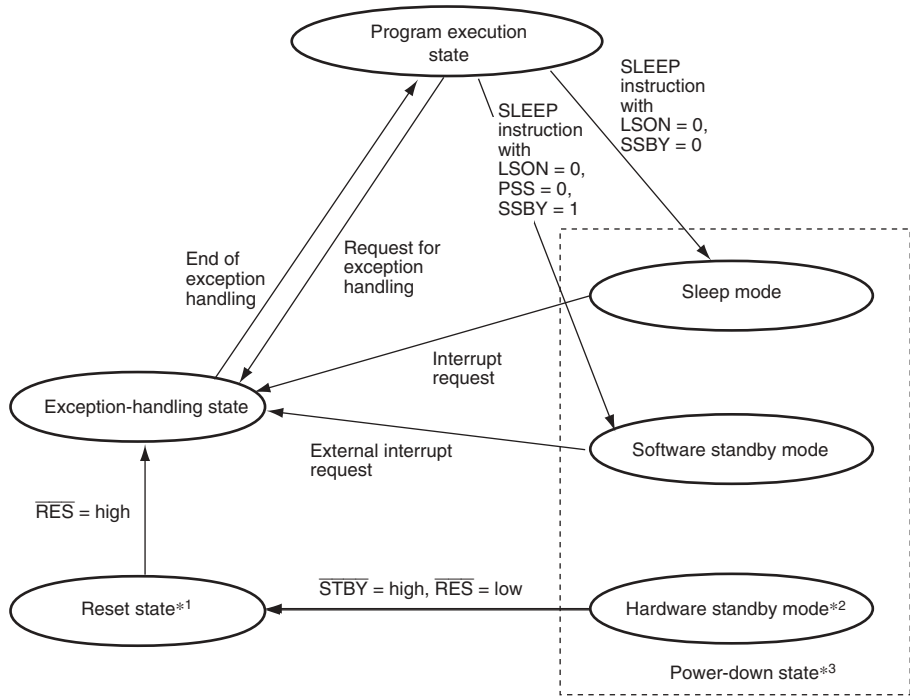 Program execution
state
SLEEP
instruction
with
LSON = 0,
SSBY = 0
SLEEP
instruction
with
LSON = 0,
PSS = 0,
SSBY = 1
End of
exception
handling
Request for
exception
handling
Sleep mode
Interrupt
request
Exception-handling state
External interrupt
request
Software standby mode
RES = high
STBY = high, RES = low
Reset state*1
Hardware standby mode*2
Power-down state*3